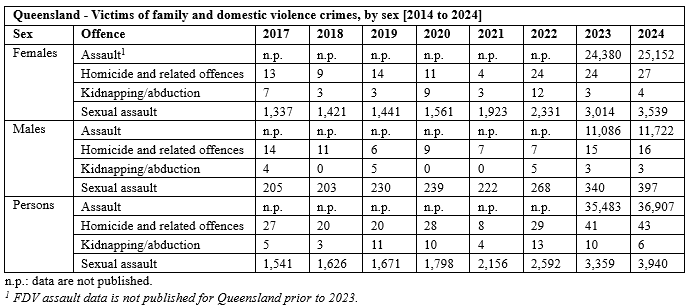 Queensland - Victims of family and domestic violence crimes, by sex [2014 to 2024]
Sex Offence 2017 2018 2019 2020 2021 2022 2023 2024
Females Assault1 n.p. n.p. n.p. n.p. n.p. n.p. 24,380 25,152
Homicide and related offences 13 9 14 11 4 24 24 27
Kidnapping/abduction 7 3 3 9 3 12 3 4
Sexual assault 1,337 1,421 1,441 1,561 1,923 2,331 3,014 3,539
Males Assault n.p. n.p. n.p. n.p. n.p. n.p. 11,086 11,722
Homicide and related offences 14 11 6 9 7 7 15 16
Kidnapping/abduction 4 0 5 0 0 5 3 3
Sexual assault 205 203 230 239 222 268 340 397
Persons Assault n.p. n.p. n.p. n.p. n.p. n.p. 35,483 36,907
Homicide and related offences 27 20 20 28 8 29 41 43
Kidnapping/abduction 5 3 11 10 4 13 10 6
Sexual assault 1,541 1,626 1,671 1,798 2,156 2,592 3,359 3,940
n.p.: data are not published.
1 FDV assault data is not published for Queensland prior to 2023.